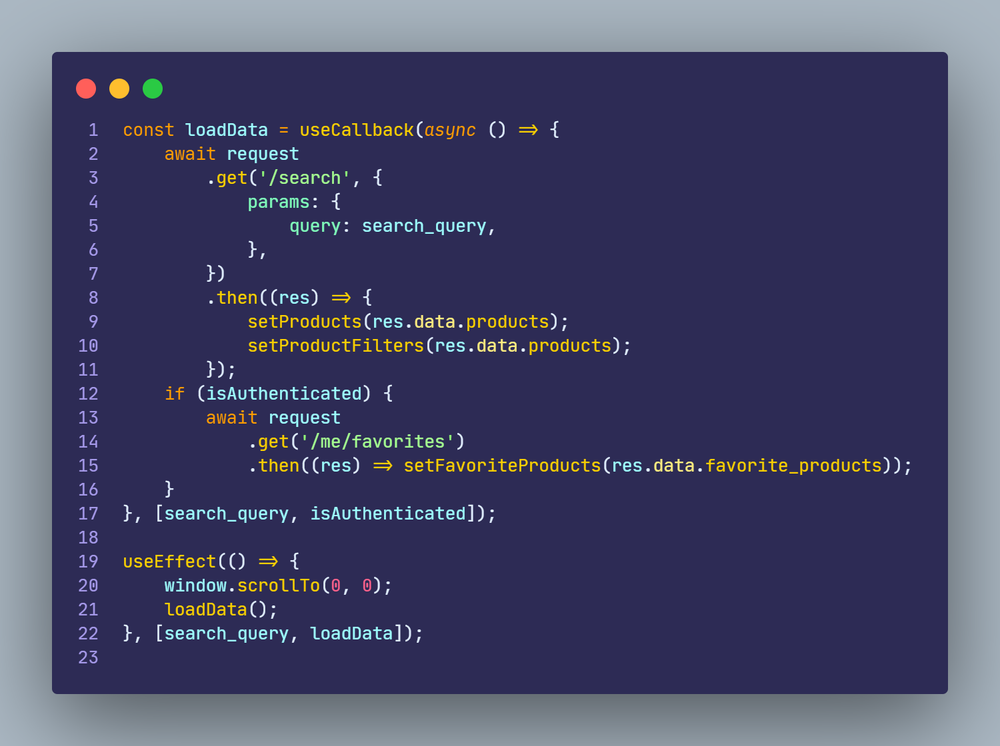 1 const loadData = useCallback(async () => {
2     await request
3         .get('/search', {
4             params: {
5                 query: search_query,
6             },
7         })
8         .then((res) => {
9             setProducts(res.data.products);
10             setProductFilters(res.data.products);
11         });
12     if (isAuthenticated) {
13         await request
14             .get('/me/favorites')
15             .then((res) => setFavoriteProducts(res.data.favorite_products));
16     }
17 }, [search_query, isAuthenticated]);
18
19 useEffect(() => {
20     window.scrollTo(0, 0);
21     loadData();
22 }, [search_query, loadData]);
23